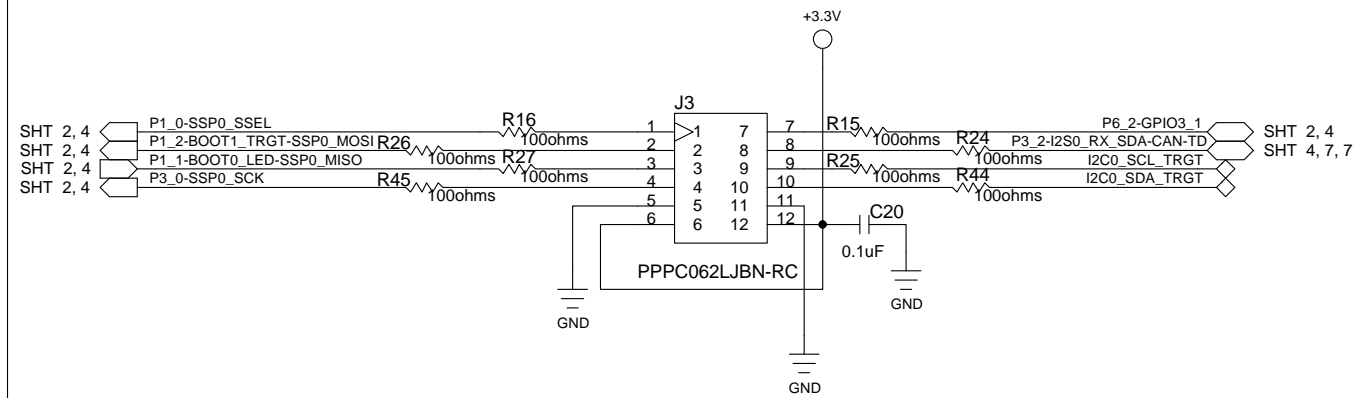 +3.3V
J3
SHT 2, 4
P1_0-SSP0_SSEL
R16
100ohms
1
1
7
7
R15
100ohms
P6_2-GPIO3_1
SHT 2, 4
SHT 2, 4
P1_2-BOOT1_TRGT-SSP0_MOSI
R26
100ohms
2
2
8
8
R24
100ohms
P3_2-I2S0_RX_SDA-CAN-TD
SHT 4, 7, 7
SHT 2, 4
P1_1-BOOT0_LED-SSP0_MISO
R27
100ohms
3
3
9
9
R25
100ohms
I2C0_SCL_TRGT
SHT 2, 4
P3_0-SSP0_SCK
R45
100ohms
4
4
10
10
R44
100ohms
I2C0_SDA_TRGT
5
5
11
11
6
6
12
12
C20
0.1uF
PPPC062LJBN-RC
GND
GND
GND